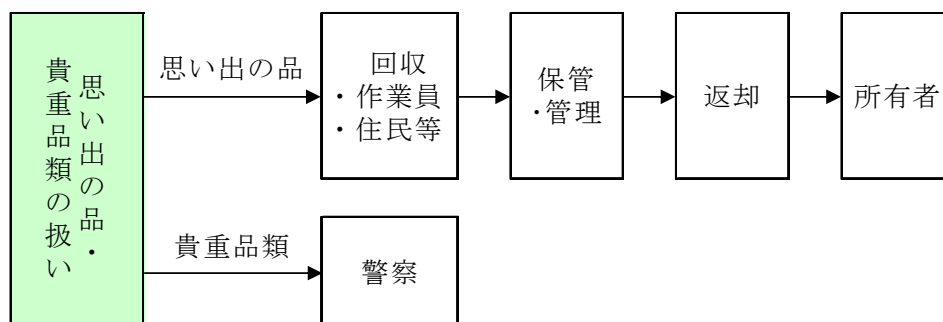 思い出の品・
貴重品類の扱い
思い出の品
回収
・作業員
・住民等
保管
・管理
返却
所有者
貴重品類
警察